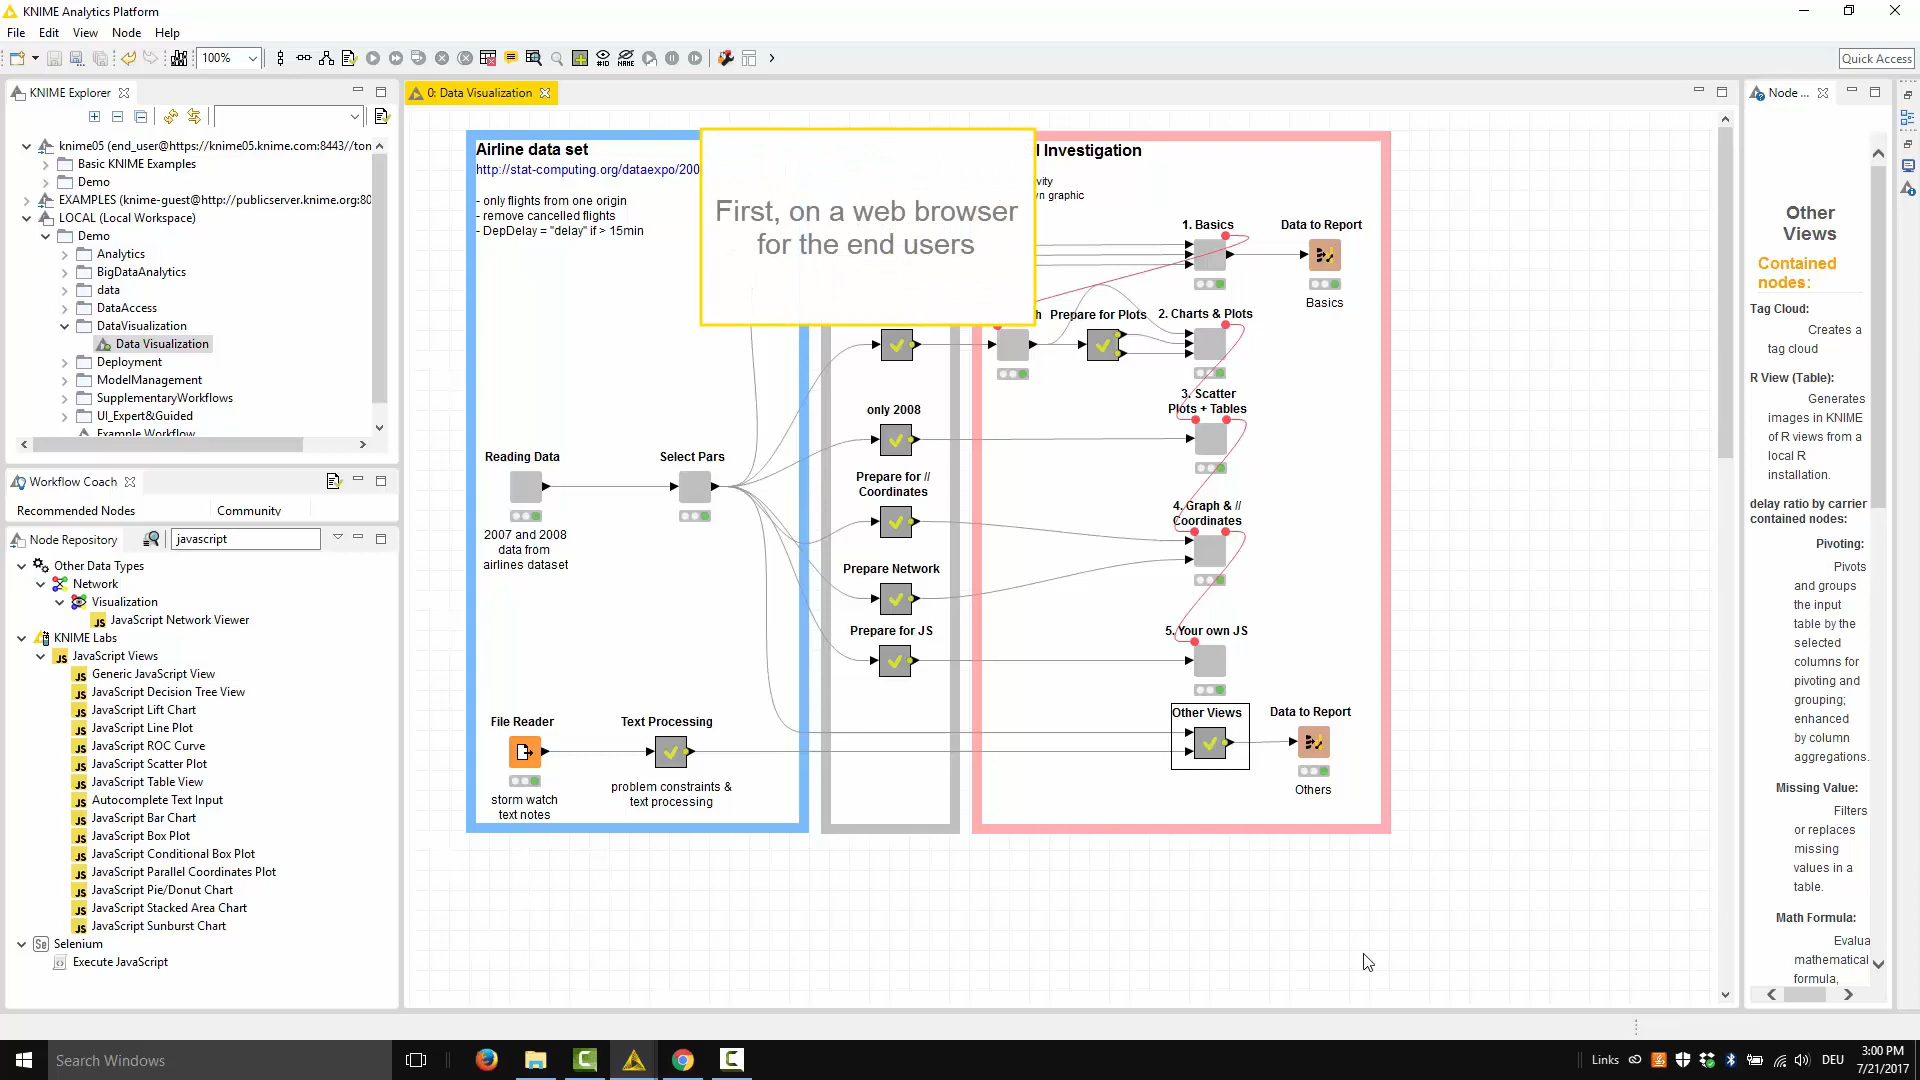 KNIME Analytics Platform
File Edit View Node Help
100%
Quick Access
KNIME Explorer
knime05 (end_user@https://knime05.knime.com:8443//tom
Basic KNIME Examples
Demo
EXAMPLES (knime-guest@http://publicserver.knime.org:80
LOCAL (Local Workspace)
Demo
Analytics
BigDataAnalytics
data
DataAccess
DataVisualization
Data Visualization
Deployment
ModelManagement
SupplementaryWorkflows
UI_Expert&Guided
Example Workflow
Workflow Coach
Recommended Nodes Community
Node Repository
javascript
Other Data Types
Network
Visualization
JavaScript Network Viewer
KNIME Labs
JavaScript Views
Generic JavaScript View
JavaScript Decision Tree View
JavaScript Lift Chart
JavaScript Line Plot
JavaScript ROC Curve
JavaScript Scatter Plot
JavaScript Table View
Autocomplete Text Input
JavaScript Bar Chart
JavaScript Box Plot
JavaScript Conditional Box Plot
JavaScript Parallel Coordinates Plot
JavaScript Pie/Donut Chart
JavaScript Stacked Area Chart
JavaScript Sunburst Chart
Selenium
Execute JavaScript
0: Data Visualization
Airline data set
http://stat-computing.org/dataexpo/200
- only flights from one origin
- remove cancelled flights
- DepDelay = "delay" if > 15min
First, on a web browser
for the end users
Investigation
Reading Data
2007 and 2008
data from
airlines dataset
Select Pars
File Reader
storm watch
text notes
Text Processing
problem constraints &
text processing
only 2008
Prepare for //
Coordinates
Prepare Network
Prepare for JS
Prepare for Plots
1. Basics
Data to Report
Basics
2. Charts & Plots
3. Scatter
Plots + Tables
4. Graph & //
Coordinates
5. Your own JS
Other Views
Data to Report
Others
Node ...
Other
Views
Contained
nodes:
Tag Cloud:
Creates a
tag cloud
R View (Table):
Generates
images in KNIME
of R views from a
local R
installation.
delay ratio by carrier
contained nodes:
Pivoting:
Pivots
and groups
the input
table by the
selected
columns for
pivoting and
grouping;
enhanced
by column
aggregations.
Missing Value:
Filters
or replaces
missing
values in a
table.
Math Formula:
Evalua
mathematical
formula,
Search Windows
Links
DEU
3:00 PM
7/21/2017